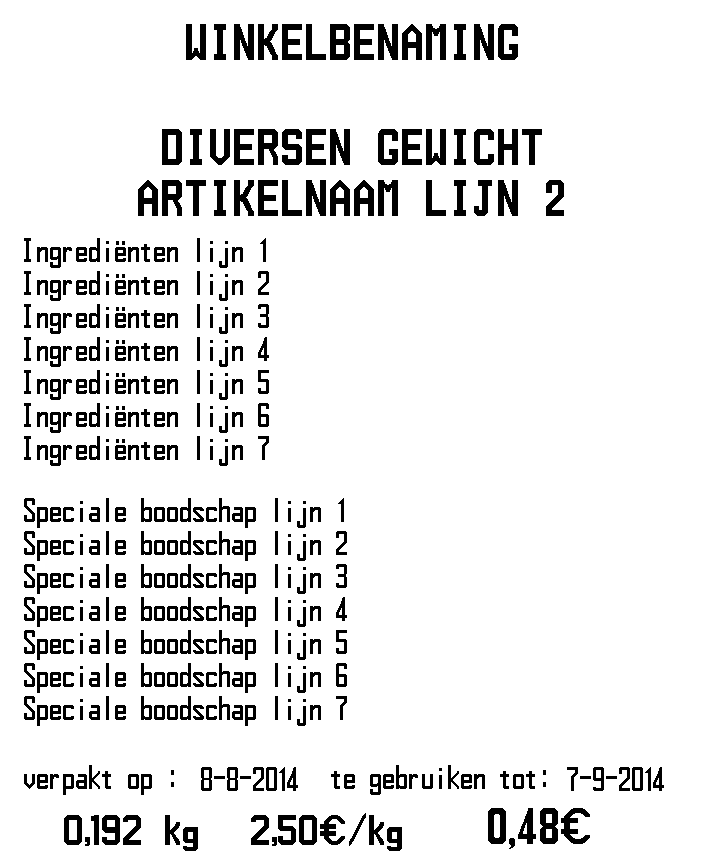 WINKELBENAMING
DIVERSEN GEWICHT
ARTIKELNAAM LIJN 2
Ingrediënten lijn 1
Ingrediënten lijn 2
Ingrediënten lijn 3
Ingrediënten lijn 4
Ingrediënten lijn 5
Ingrediënten lijn 6
Ingrediënten lijn 7
Speciale boodschap lijn 1
Speciale boodschap lijn 2
Speciale boodschap lijn 3
Speciale boodschap lijn 4
Speciale boodschap lijn 5
Speciale boodschap lijn 6
Speciale boodschap lijn 7
verpakt op : 8-8-2014 te gebruiken tot: 7-9-2014
0,192 kg 2,50€/kg 0,48€